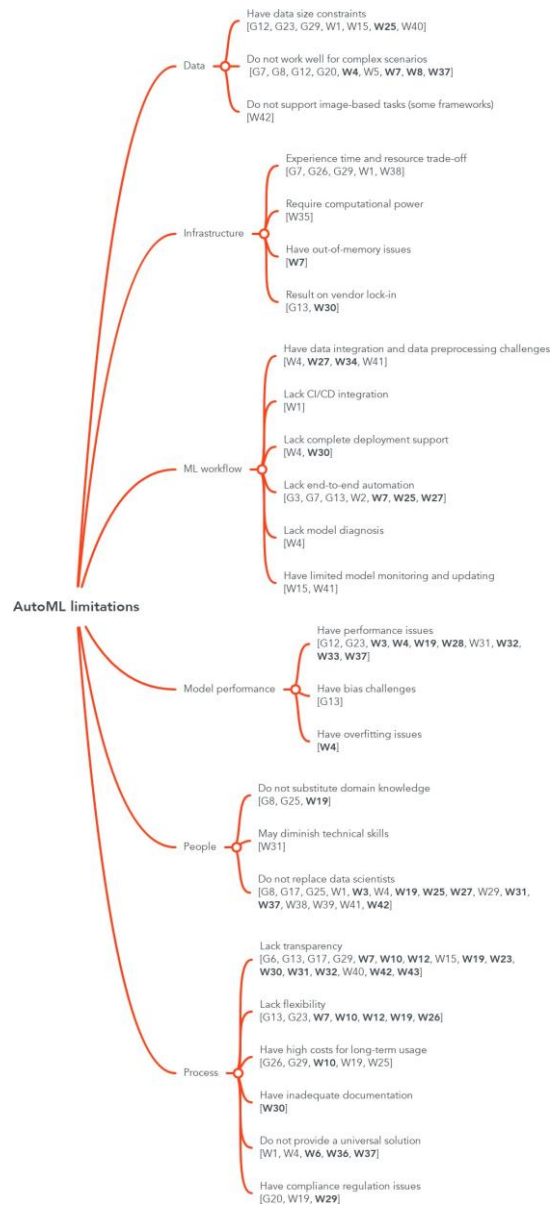 Have data size constraints
[G12, G23, G29, W1, W15, W25, W40]
Data
Do not work well for complex scenarios
[G7, G8, G12, G20, W4, W5, W7, W8, W37]
Do not support image-based tasks (some frameworks)
[W42]
Experience time and resource trade-off
[G7, G26, G29, W1, W38]
Require computational power
[W35]
Infrastructure
Have out-of-memory issues
[W7]
Result on vendor lock-in
[G13, W30]
Have data integration and data preprocessing challenges
[W4, W27, W34, W41]
Lack CI/CD integration
[W1]
Lack complete deployment support
[W4, W30]
ML workflow
Lack end-to-end automation
[G3, G7, G13, W2, W7, W25, W27]
Lack model diagnosis
[W4]
Have limited model monitoring and updating
[W15, W41]
AutoML limitations
Have performance issues
[G12, G23, W3, W4, W19, W28, W31, W32,
W33, W37]
Model performance
Have bias challenges
[G13]
Have overfitting issues
[W4]
Do not substitute domain knowledge
[G8, G25, W19]
People
May diminish technical skills
[W31]
Do not replace data scientists
[G8, G17, G25, W1, W3, W4, W19, W25, W27, W29, W31,
W37, W38, W39, W41, W42]
Lack transparency
[G6, G13, G17, G29, W7, W10, W12, W15, W19, W23,
W30, W31, W32, W40, W42, W43]
Lack flexibility
[G13, G23, W7, W10, W12, W19, W26]
Have high costs for long-term usage
[G26, G29, W10, W19, W25]
Process
Have inadequate documentation
[W30]
Do not provide a universal solution
[W1, W4, W6, W36, W37]
Have compliance regulation issues
[G20, W19, W29]